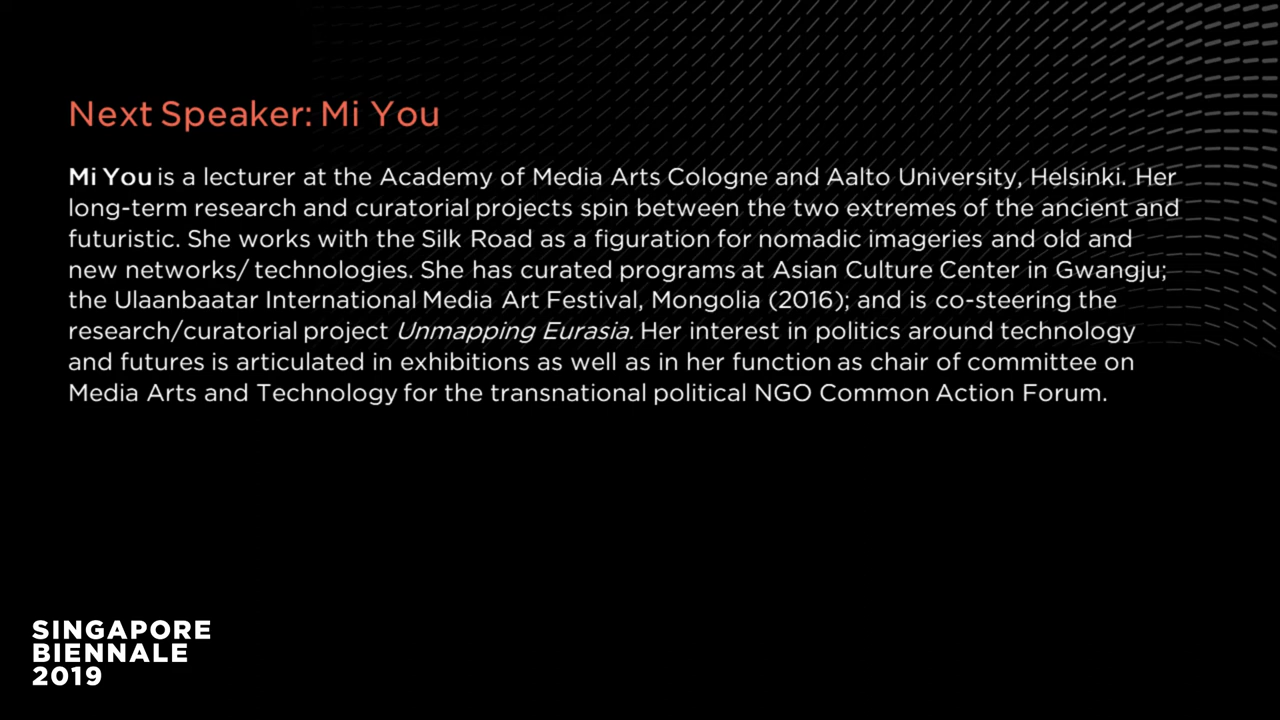 Next Speaker: Mi You
Mi You is a lecturer at the Academy of Media Arts Cologne and Aalto University, Helsinki. Her
long-term research and curatorial projects spin between the two extremes of the ancient and
futuristic. She works with the Silk Road as a figuration for nomadic imageries and old and
new networks/ technologies. She has curated programs at Asian Culture Center in Gwangju;
the Ulaanbaatar International Media Art Festival, Mongolia (2016); and is co-steering the
research/curatorial project Unmapping Eurasia. Her interest in politics around technology
and futures is articulated in exhibitions as well as in her function as chair of committee on
Media Arts and Technology for the transnational political NGO Common Action Forum.
SINGAPORE
BIENNALE
2019